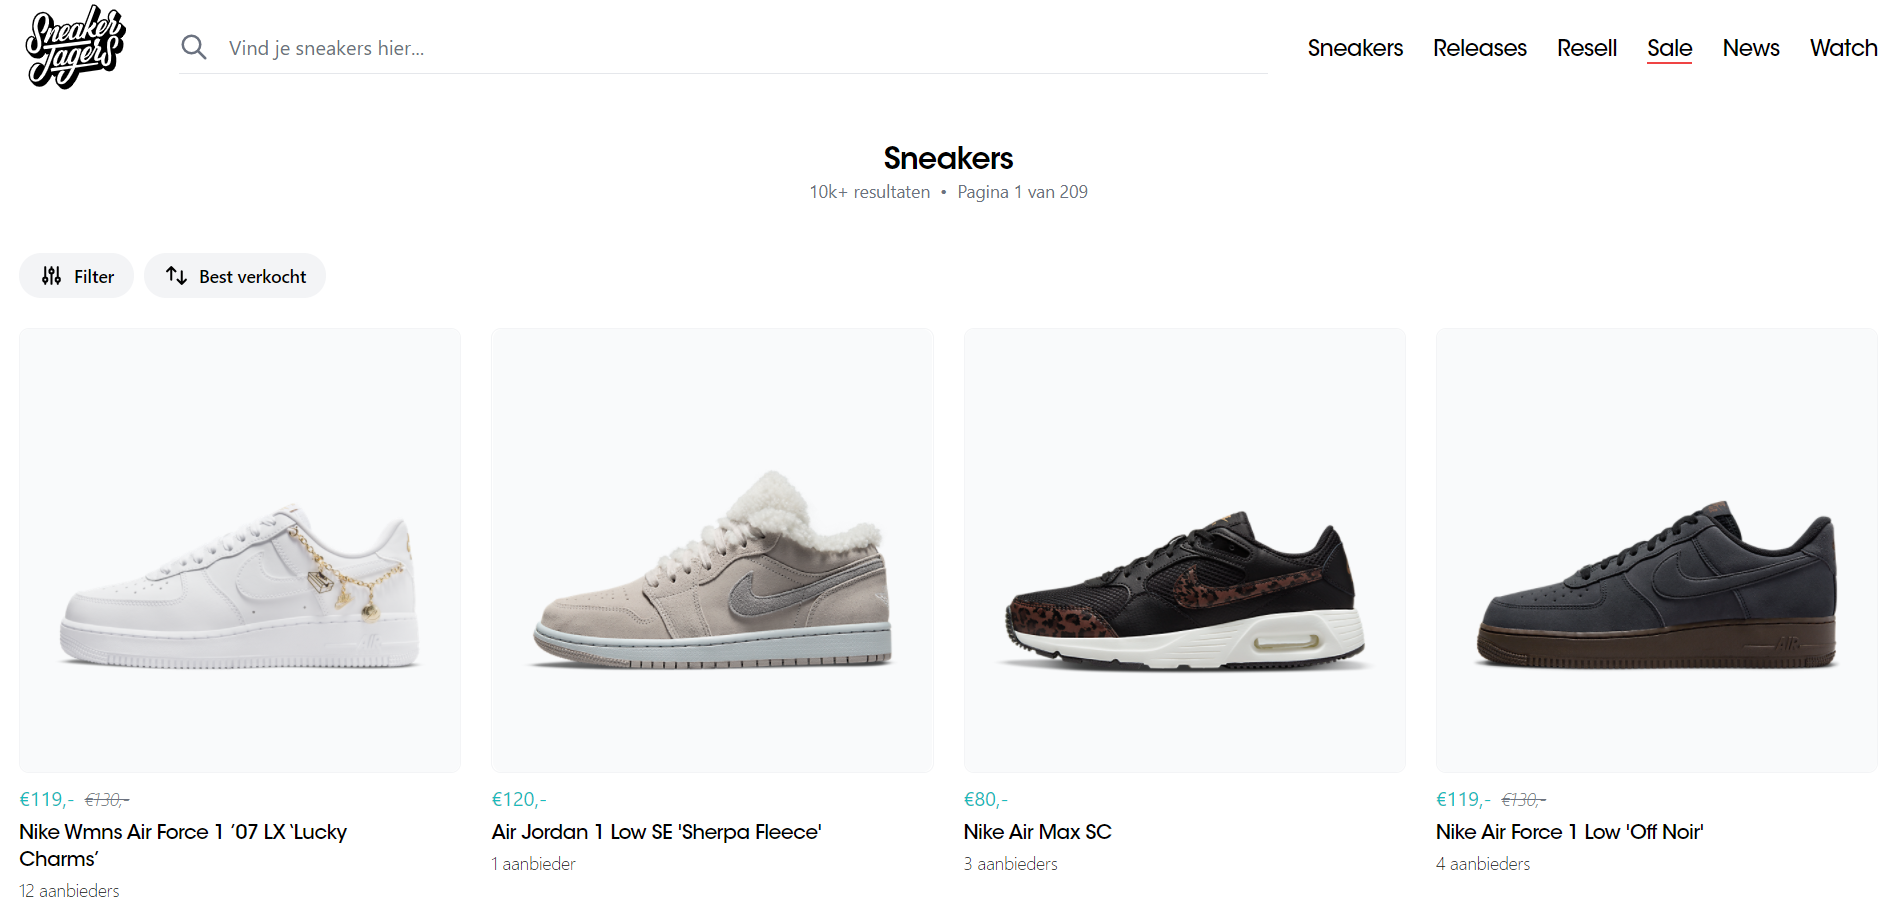 Sneaker
Jagers
Vind je sneakers hier...
Sneakers Releases Resell Sale News Watch
Sneakers
10k+ resultaten • Pagina 1 van 209
Filter
Best verkocht
€119,- €130,-
Nike Wmns Air Force 1 ’07 LX ‘Lucky
Charms’
12 aanbieders
€120,-
Air Jordan 1 Low SE 'Sherpa Fleece'
1 aanbieder
€80,-
Nike Air Max SC
3 aanbieders
AIR
€119,- €130,-
Nike Air Force 1 Low 'Off Noir'
4 aanbieders